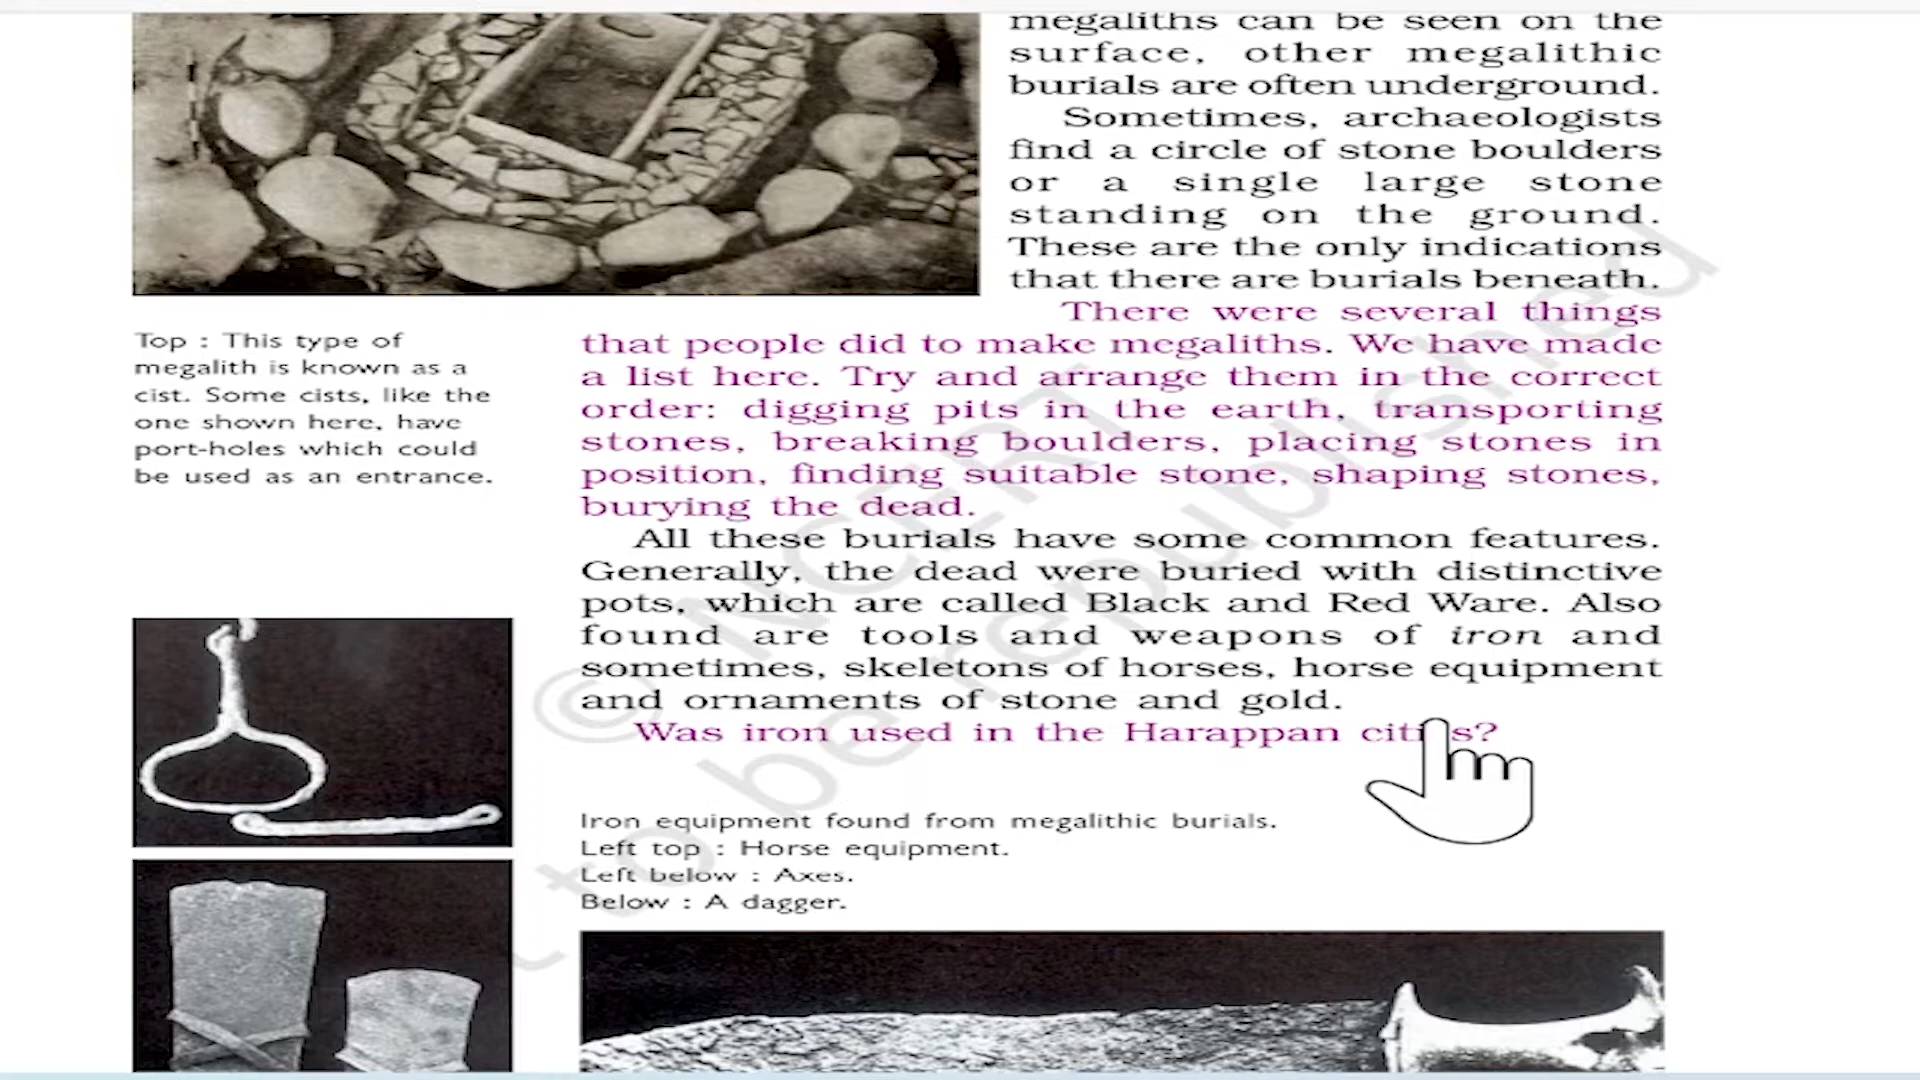 megaliths can be seen on the
surface, other megalithic
burials are often underground.
Sometimes, archaeologists
find a circle of stone boulders
or a single large stone
standing on the ground.
These are the only indications
that there are burials beneath.
There were several things
that people did to make megaliths. We have made
a list here. Try and arrange them in the correct
order: digging pits in the earth, transporting
stones, breaking boulders, placing stones in
position, finding suitable stone, shaping stones,
burying the dead.
All these burials have some common features.
Generally, the dead were buried with distinctive
pots, which are called Black and Red Ware. Also
found are tools and weapons of iron and
sometimes, skeletons of horses, horse equipment
and ornaments of stone and gold.
Was iron used in the Harappan cities?
Top : This type of
megalith is known as a
cist. Some cists, like the
one shown here, have
port-holes which could
be used as an entrance.
Iron equipment found from megalithic burials.
Left top : Horse equipment.
Left below : Axes.
Below : A dagger.
© NCERT
to be republished